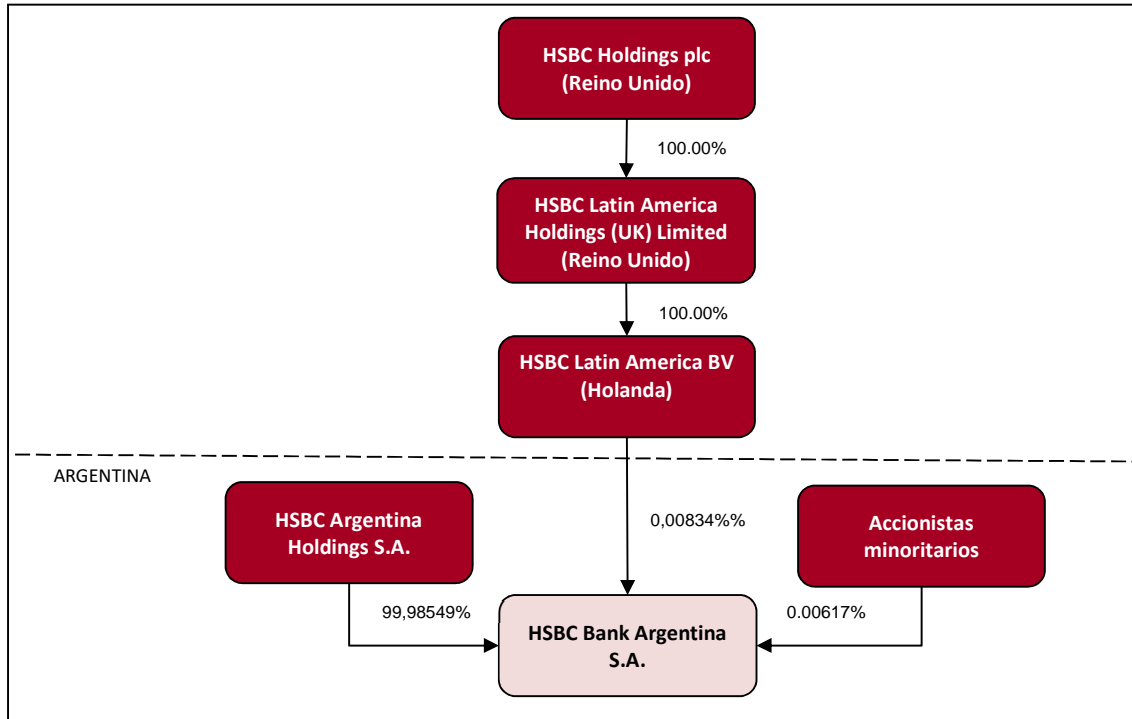 HSBC Holdings plc
(Reino Unido)
100.00%
HSBC Latin America
Holdings (UK) Limited
(Reino Unido)
100.00%
HSBC Latin America BV
(Holanda)
ARGENTINA
HSBC Argentina
Holdings S.A.
0,00834%%
Accionistas
minoritarios
99,98549%
HSBC Bank Argentina
S.A.
0.00617%